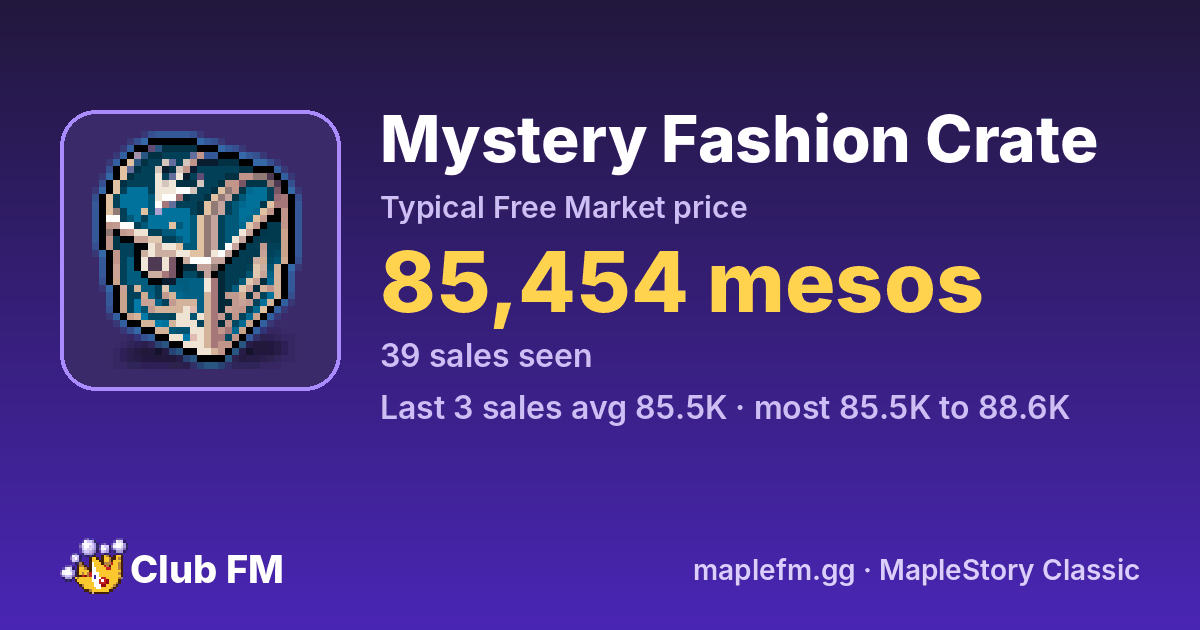 Mystery Fashion Crate
Typical Free Market price
85,454 mesos
39 sales seen
Last 3 sales avg 85.5K · most 85.5K to 88.6K
Club FM
maplefm.gg · MapleStory Classic